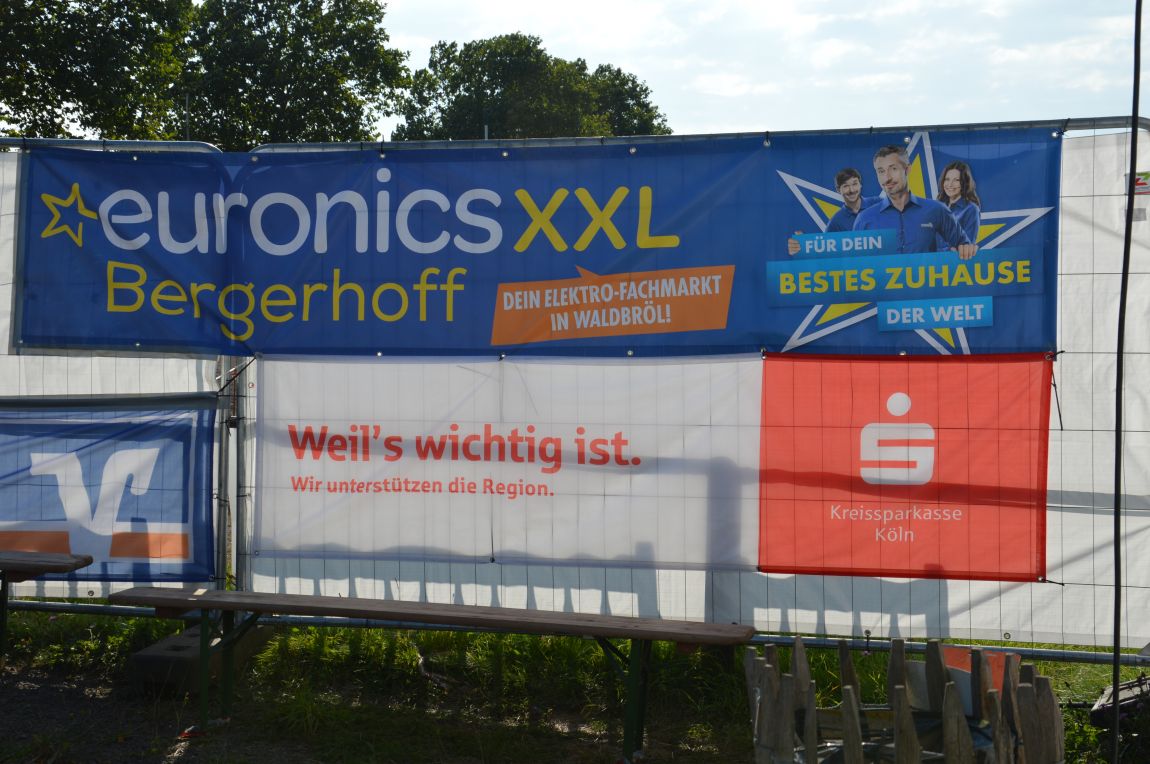 euronics XXL
Bergerhoff
DEIN ELEKTRO-FACHMARKT
IN WALDBRÖL!
FÜR DEIN
BESTES ZUHAUSE
DER WELT
Weil's wichtig ist.
Wir unterstützen die Region.
Kreissparkasse
Köln